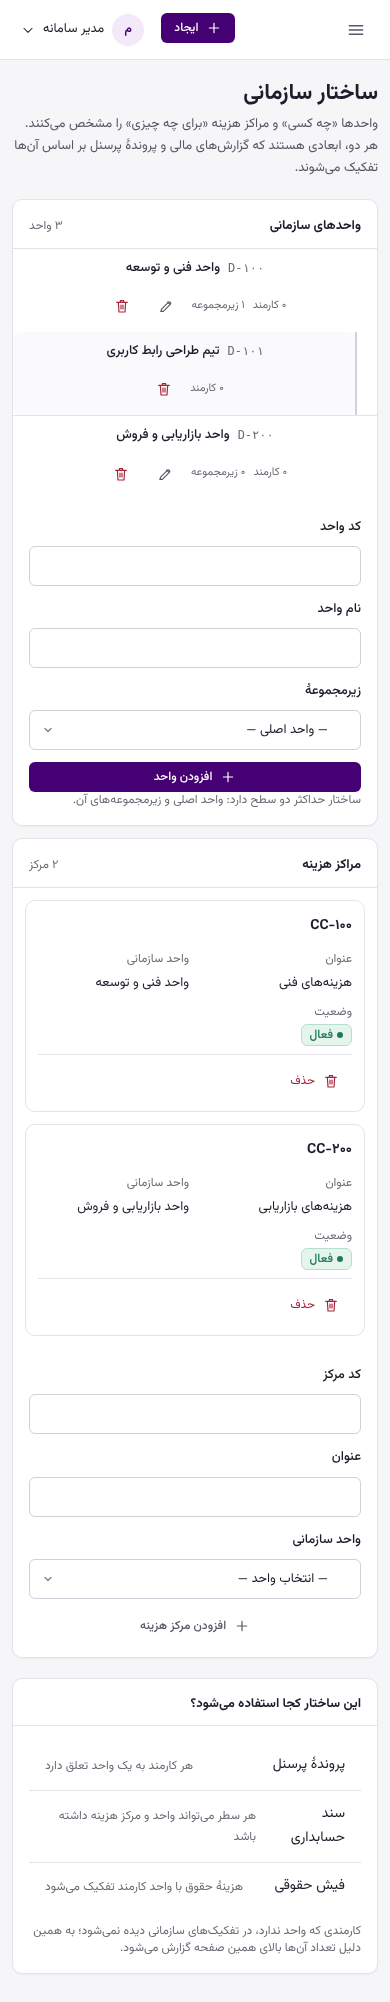 ایجاد
م
مدیر سامانه
ساختار سازمانی
واحدها «چه کسی» و مراکز هزینه «برای چه چیزی» را مشخص می‌کنند.
هر دو، ابعادی هستند که گزارش‌های مالی و پروندهٔ پرسنل بر اساس آن‌ها
تفکیک می‌شوند.
واحدهای سازمانی
۳ واحد
D-۱۰۰ واحد فنی و توسعه
۰ کارمند ۱ زیرمجموعه
D-۱۰۱ تیم طراحی رابط کاربری
۰ کارمند
D-۲۰۰ واحد بازاریابی و فروش
۰ کارمند ۰ زیرمجموعه
کد واحد
نام واحد
زیرمجموعهٔ
— واحد اصلی —
افزودن واحد
ساختار حداکثر دو سطح دارد: واحد اصلی و زیرمجموعه‌های آن.
مراکز هزینه
۲ مرکز
CC-۱۰۰
عنوان واحد سازمانی
هزینه‌های فنی واحد فنی و توسعه
وضعیت
فعال
حذف
CC-۲۰۰
عنوان واحد سازمانی
هزینه‌های بازاریابی واحد بازاریابی و فروش
وضعیت
فعال
حذف
کد مرکز
عنوان
واحد سازمانی
— انتخاب واحد —
افزودن مرکز هزینه
این ساختار کجا استفاده می‌شود؟
پروندهٔ پرسنل
هر کارمند به یک واحد تعلق دارد
سند
حسابداری
هر سطر می‌تواند واحد و مرکز هزینه داشته
باشد
فیش حقوقی
هزینهٔ حقوق با واحد کارمند تفکیک می‌شود
کارمندی که واحد ندارد، در تفکیک‌های سازمانی دیده نمی‌شود؛ به همین
دلیل تعداد آن‌ها بالای همین صفحه گزارش می‌شود.